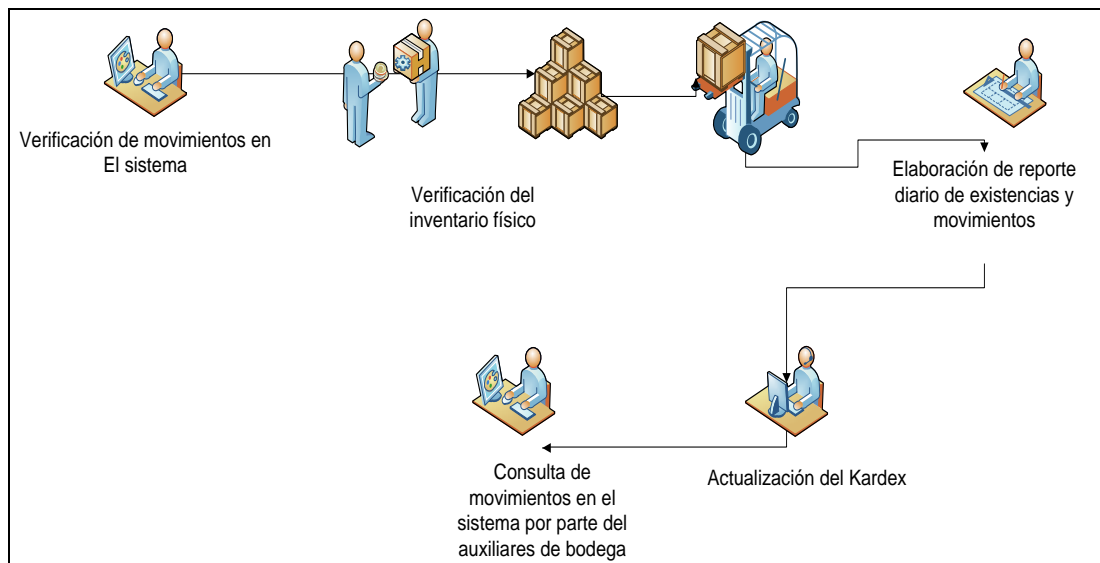 Verificación de movimientos en
El sistema
Verificación del
inventario físico
Elaboración de reporte
diario de existencias y
movimientos
Actualización del Kardex
Consulta de
movimientos en el
sistema por parte del
auxiliares de bodega